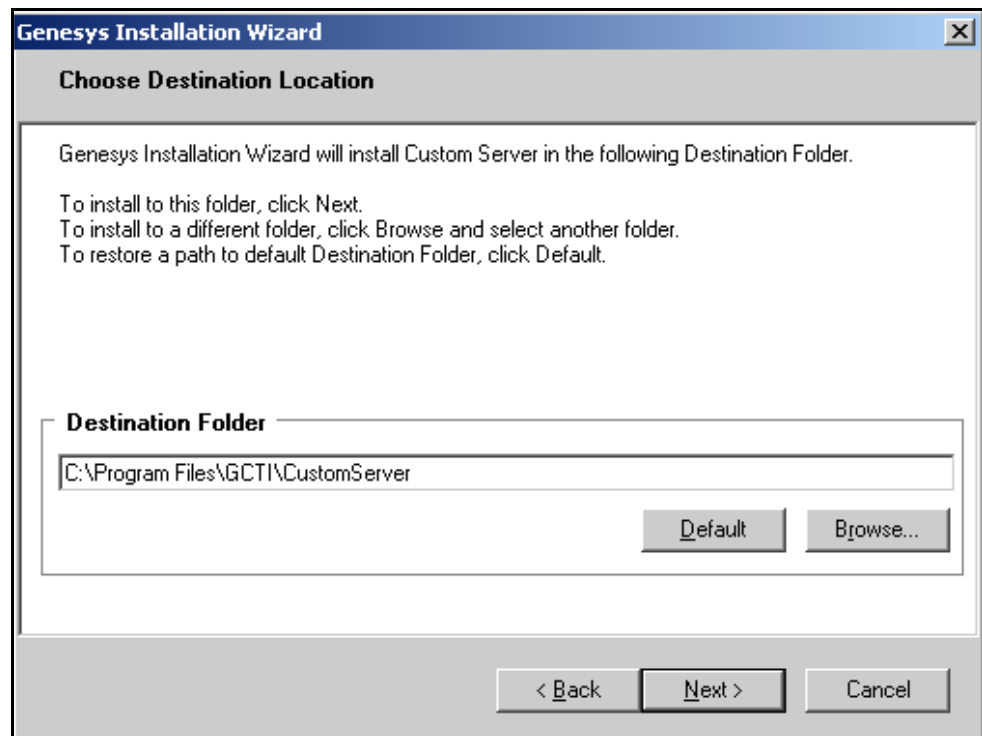 Genesys Installation Wizard
Choose Destination Location
Genesys Installation Wizard will install Custom Server in the following Destination Folder.
To install to this folder, click Next.
To install to a different folder, click Browse and select another folder.
To restore a path to default Destination Folder, click Default.
Destination Folder
C:\Program Files\GCTI\CustomServer
Default
Browse...
< Back
Next >
Cancel